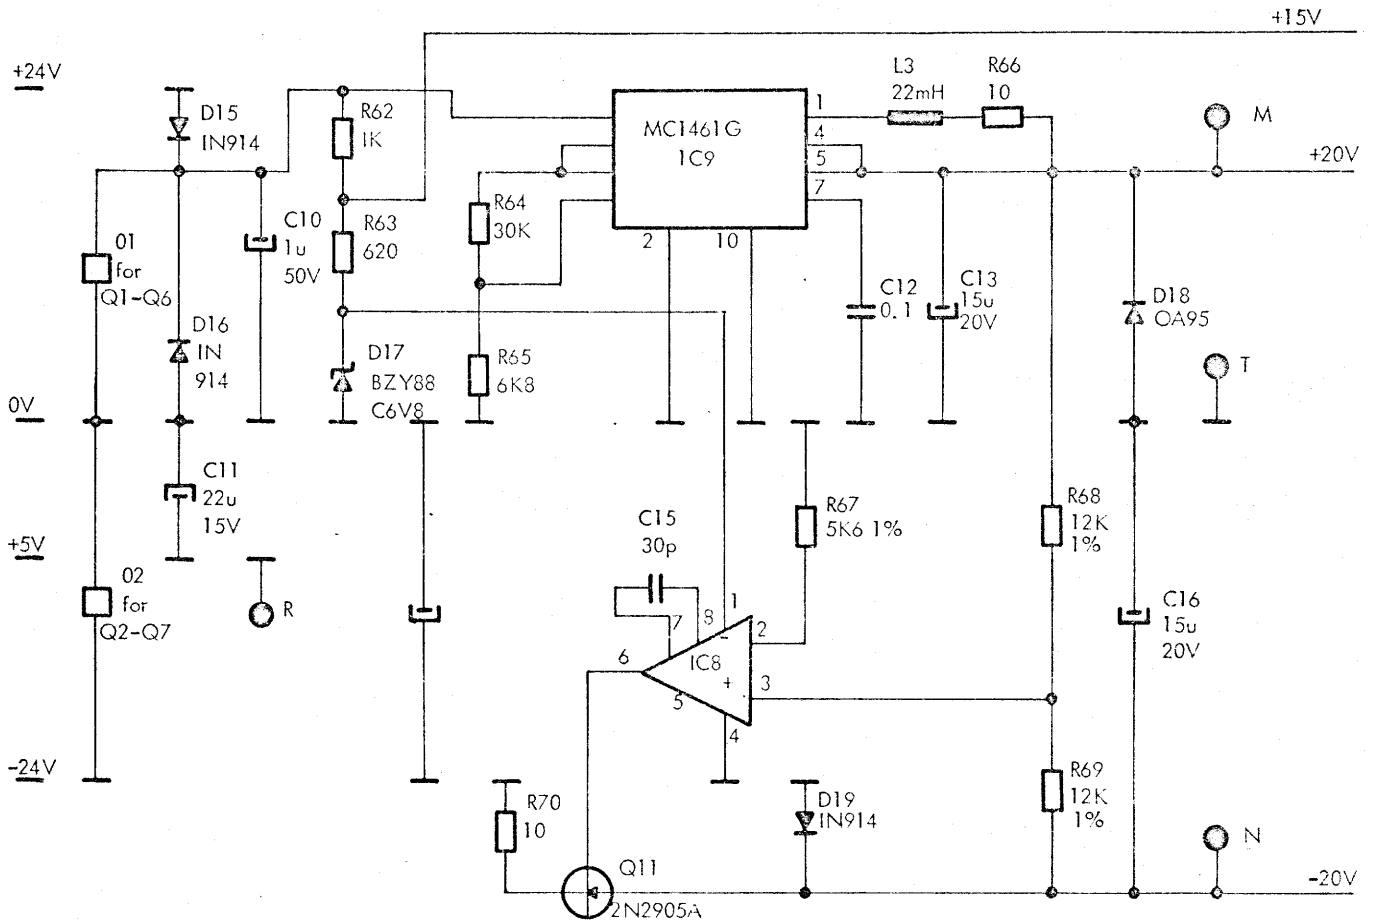 +15V
+24V
D15
IN914
R62
1K
MC1461G
1C9
1
4
5
7
2
10
L3
22mH
R66
10
M
+20V
01
for
Q1-Q6
C10
1u
50V
R63
620
R64
30K
D16
IN
914
D17
BZY88
C6V8
R65
6K8
C12
0.1
C13
15u
20V
D18
OA95
T
0V
C11
22u
15V
+5V
R
02
for
Q2-Q7
C15
30p
R67
5K6 1%
R68
12K
1%
7
8
1
2
6
IC8
-
+
3
5
4
C16
15u
20V
-24V
R70
10
D19
IN914
R69
12K
1%
N
Q11
2N2905A
-20V